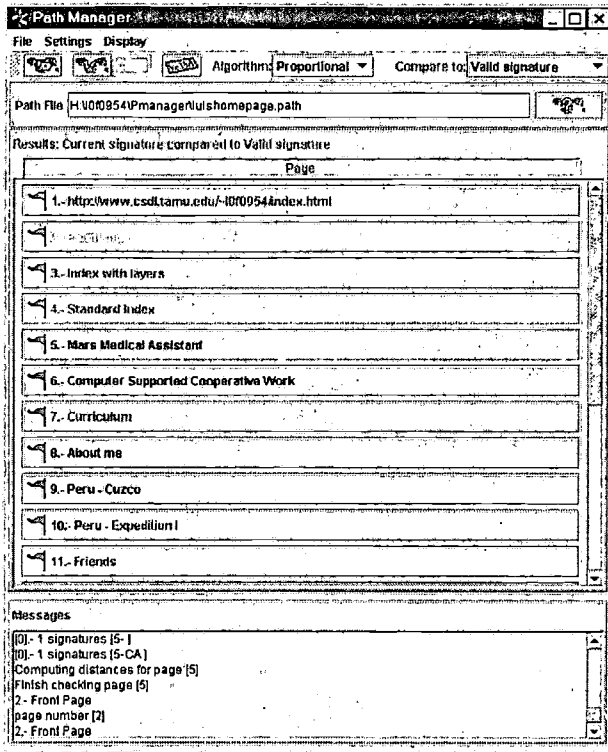 Path Manager
File Settings Display
Algorithm: Proportional Compare to: Valid signature
Path File H:\l0f0954\Pmanager\luishomepage.path
Results: Current signature compared to Valid signature
Page
1.-http://www.csdl.tamu.edu/~l0f0954/index.html
3.- Index with layers
4.- Standard Index
5.- Mars Medical Assistant
6.- Computer Supported Cooperative Work
7.- Curriculum
8.- About me
9.- Peru - Cuzco
10.- Peru - Expedition I
11.- Friends
Messages
[0].- 1 signatures [5- ]
[0].- 1 signatures [5-CA]
Computing distances for page [5]
Finish checking page [5]
2.- Front Page
page number [2]
2.- Front Page